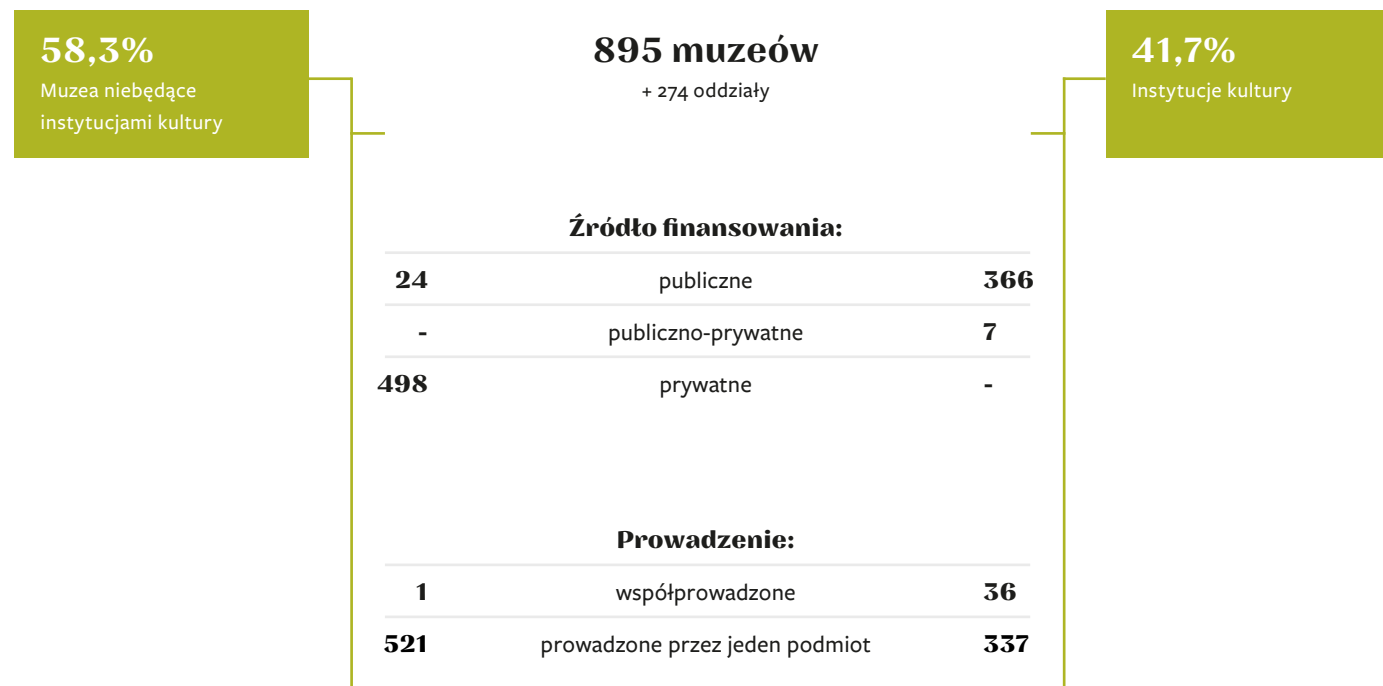 58,3%
Muzea niebędące
instytucjami kultury
895 muzeów
+ 274 oddziały
41,7%
Instytucje kultury
Źródło finansowania:
24 publiczne 366
- publiczno-prywatne 7
498 prywatne -
Prowadzenie:
1 współprowadzone 36
521 prowadzone przez jeden podmiot 337